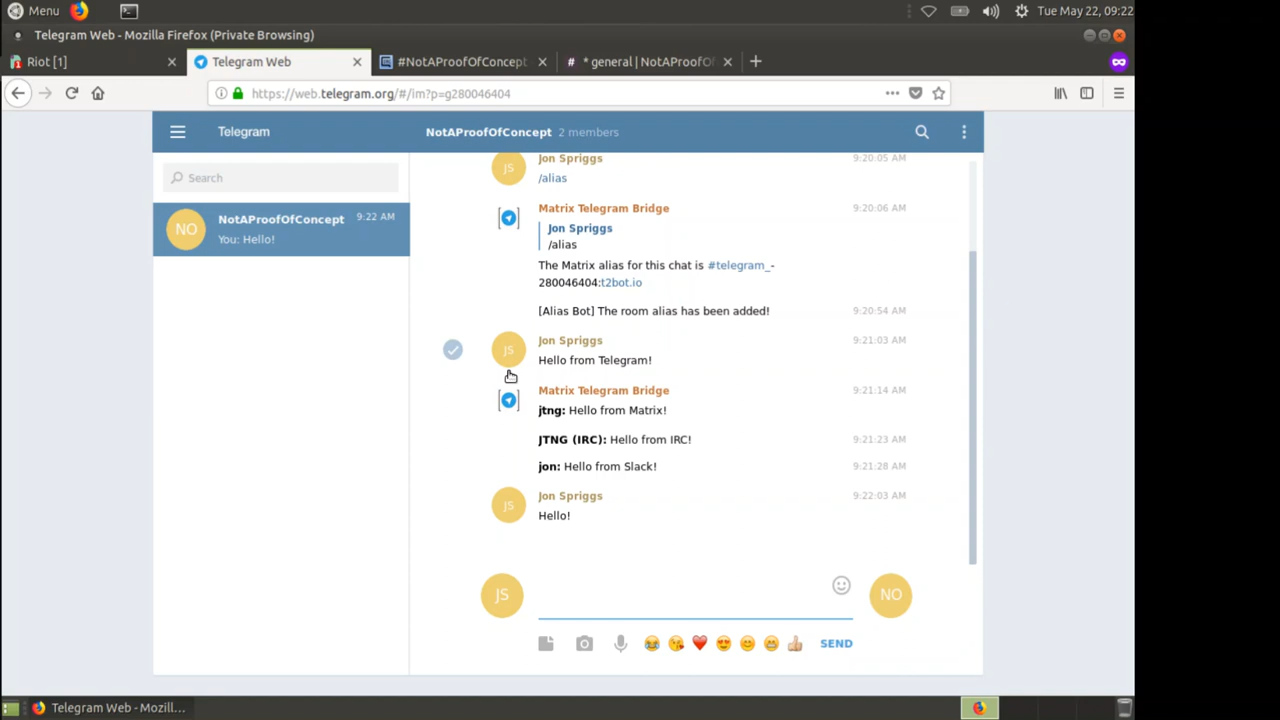 Menu
Tue May 22, 09:22
Telegram Web - Mozilla Firefox (Private Browsing)
Riot [1]
Telegram Web
#NotAProofOfConcept
* general | NotAProofOf
https://web.telegram.org/#/im?p=g280046404
Telegram
NotAProofOfConcept 2 members
Search
NotAProofOfConcept 9:22 AM
You: Hello!
NO
JS
Jon Spriggs 9:20:05 AM
/alias
Matrix Telegram Bridge 9:20:06 AM
Jon Spriggs
/alias
The Matrix alias for this chat is #telegram_-
280046404:t2bot.io
[Alias Bot] The room alias has been added! 9:20:54 AM
JS
Jon Spriggs 9:21:03 AM
Hello from Telegram!
Matrix Telegram Bridge 9:21:14 AM
jtng: Hello from Matrix!
JTNG (IRC): Hello from IRC! 9:21:23 AM
jon: Hello from Slack! 9:21:28 AM
JS
Jon Spriggs 9:22:03 AM
Hello!
JS
NO
SEND
Telegram Web - Mozill...